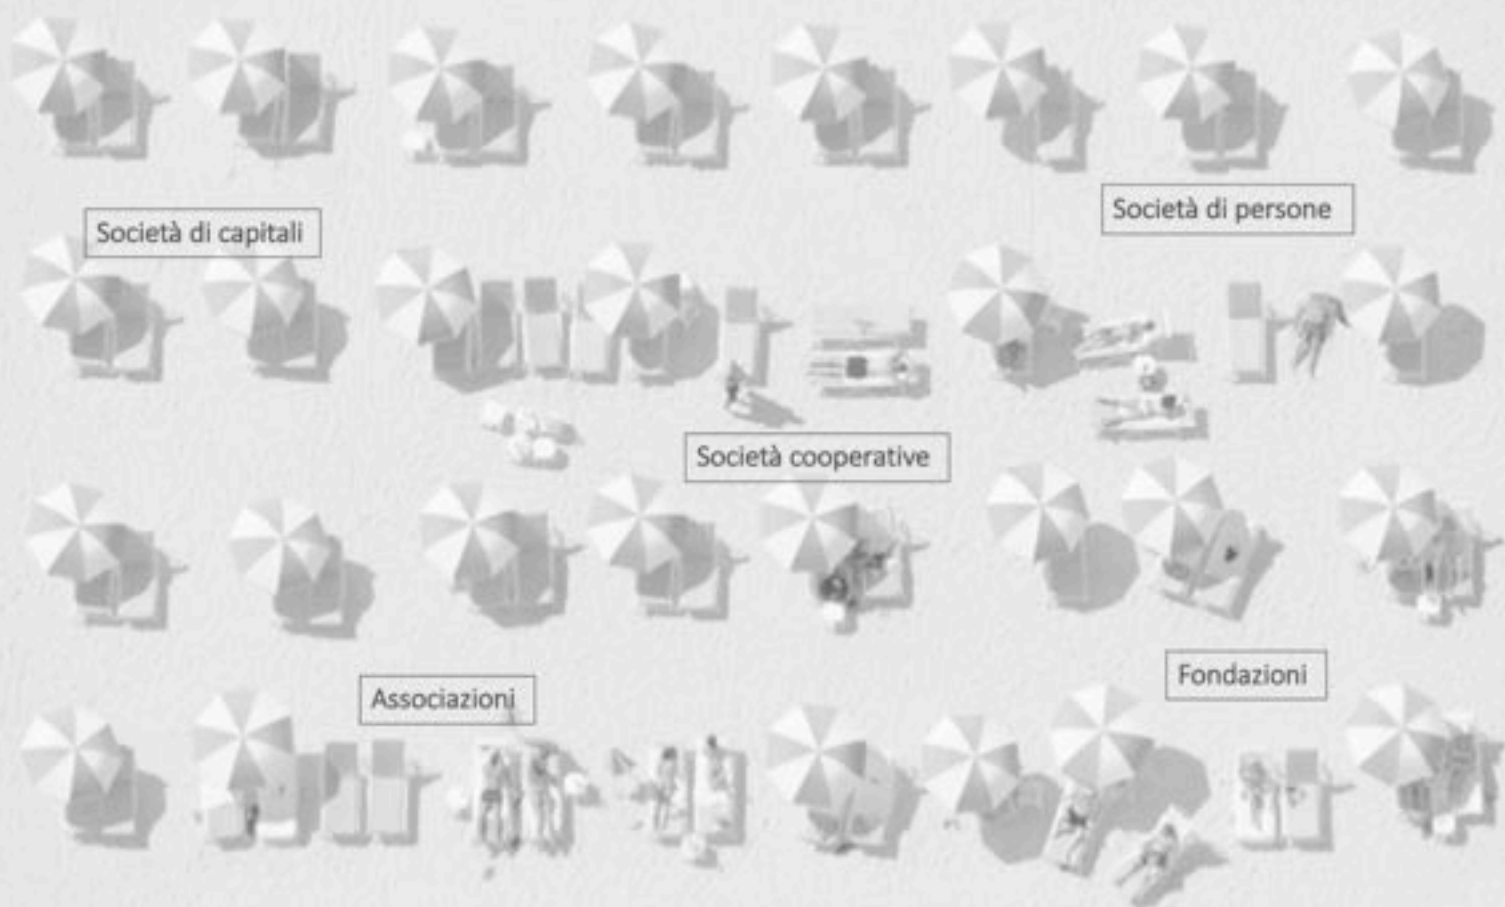 Società di capitali
Società di persone
Società cooperative
Associazioni
Fondazioni